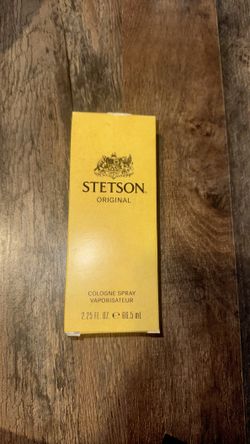 STETSON
ORIGINAL
COLOGNE SPRAY
VAPORISATEUR
2.25 FL. OZ. ℮ 66.5 mL